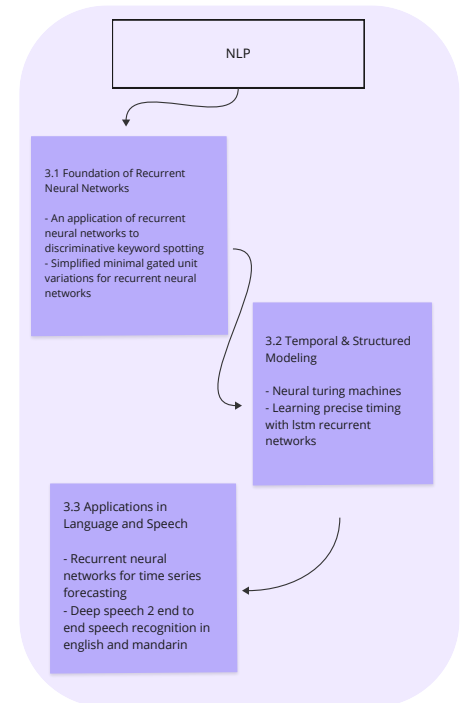 NLP
3.1 Foundation of Recurrent
Neural Networks
- An application of recurrent
neural networks to
discriminative keyword spotting
- Simplified minimal gated unit
variations for recurrent neural
networks
3.2 Temporal & Structured
Modeling
- Neural turing machines
- Learning precise timing
with lstm recurrent
networks
3.3 Applications in
Language and Speech
- Recurrent neural
networks for time series
forecasting
- Deep speech 2 end to
end speech recognition in
english and mandarin